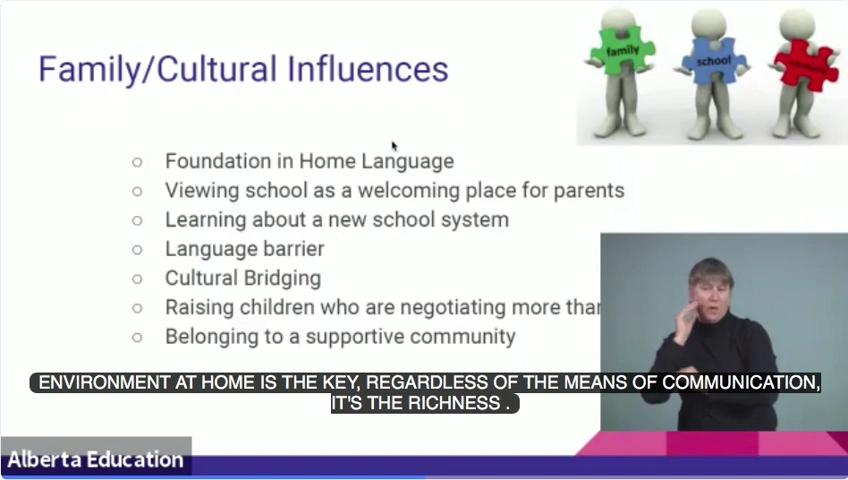 family
school
Family/Cultural Influences
Foundation in Home Language
Viewing school as a welcoming place for parents
Learning about a new school system
Language barrier
Cultural Bridging
Raising children who are negotiating more than
Belonging to a supportive community
ENVIRONMENT AT HOME IS THE KEY, REGARDLESS OF THE MEANS OF COMMUNICATION,
IT'S THE RICHNESS .
Alberta Education